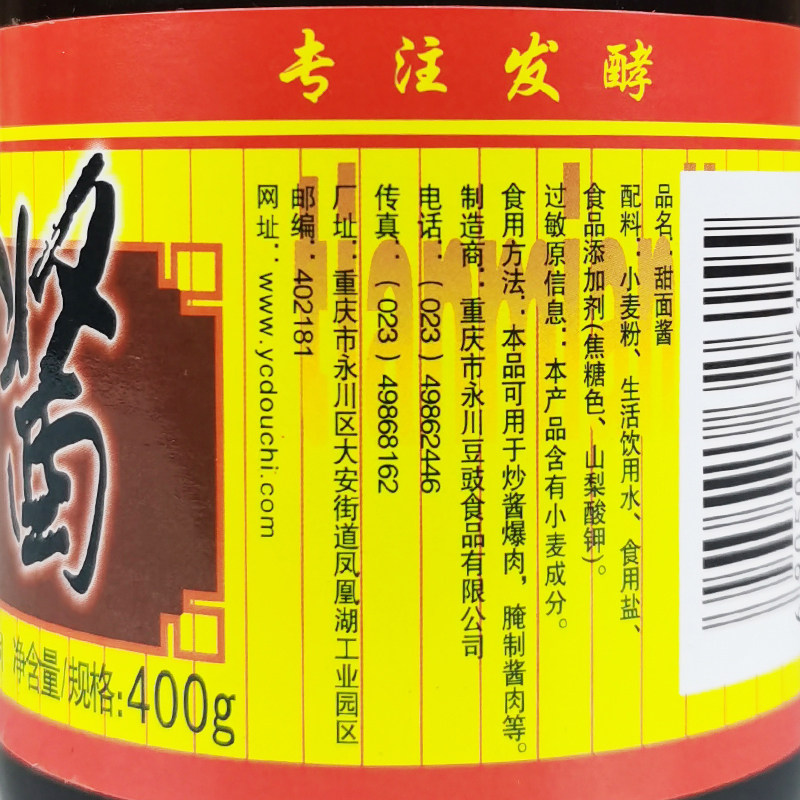 专注发酵
品名：甜面酱
配料：小麦粉、生活饮用水、食用盐、
食品添加剂(焦糖色、山梨酸钾)。
过敏原信息：本产品含有小麦成分。
食用方法：本品可用于炒酱爆肉，腌制酱肉等。
制造商：重庆市永川豆豉食品有限公司
电话：（023）49862446
传真：（023）49868162
厂址：重庆市永川区大安街道凤凰湖工业园区
邮编：402181
网址：www.ycdouchi.com
酱
净含量/规格:400g